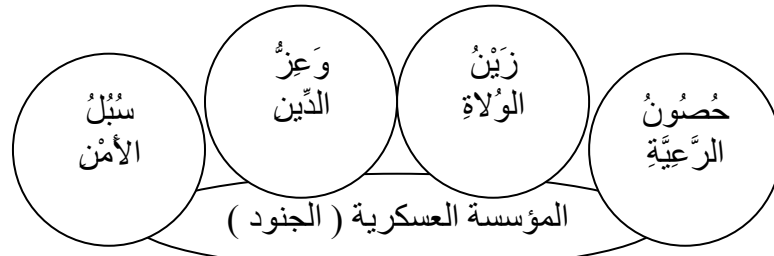 حُصُونُ
الرَّعِيَّةِ
زَيْنُ
الوُلاةِ
وَعِزُّ
الدِّينِ
سُبُلُ
الأَمْنِ
المؤسسة العسكرية ( الجنود )